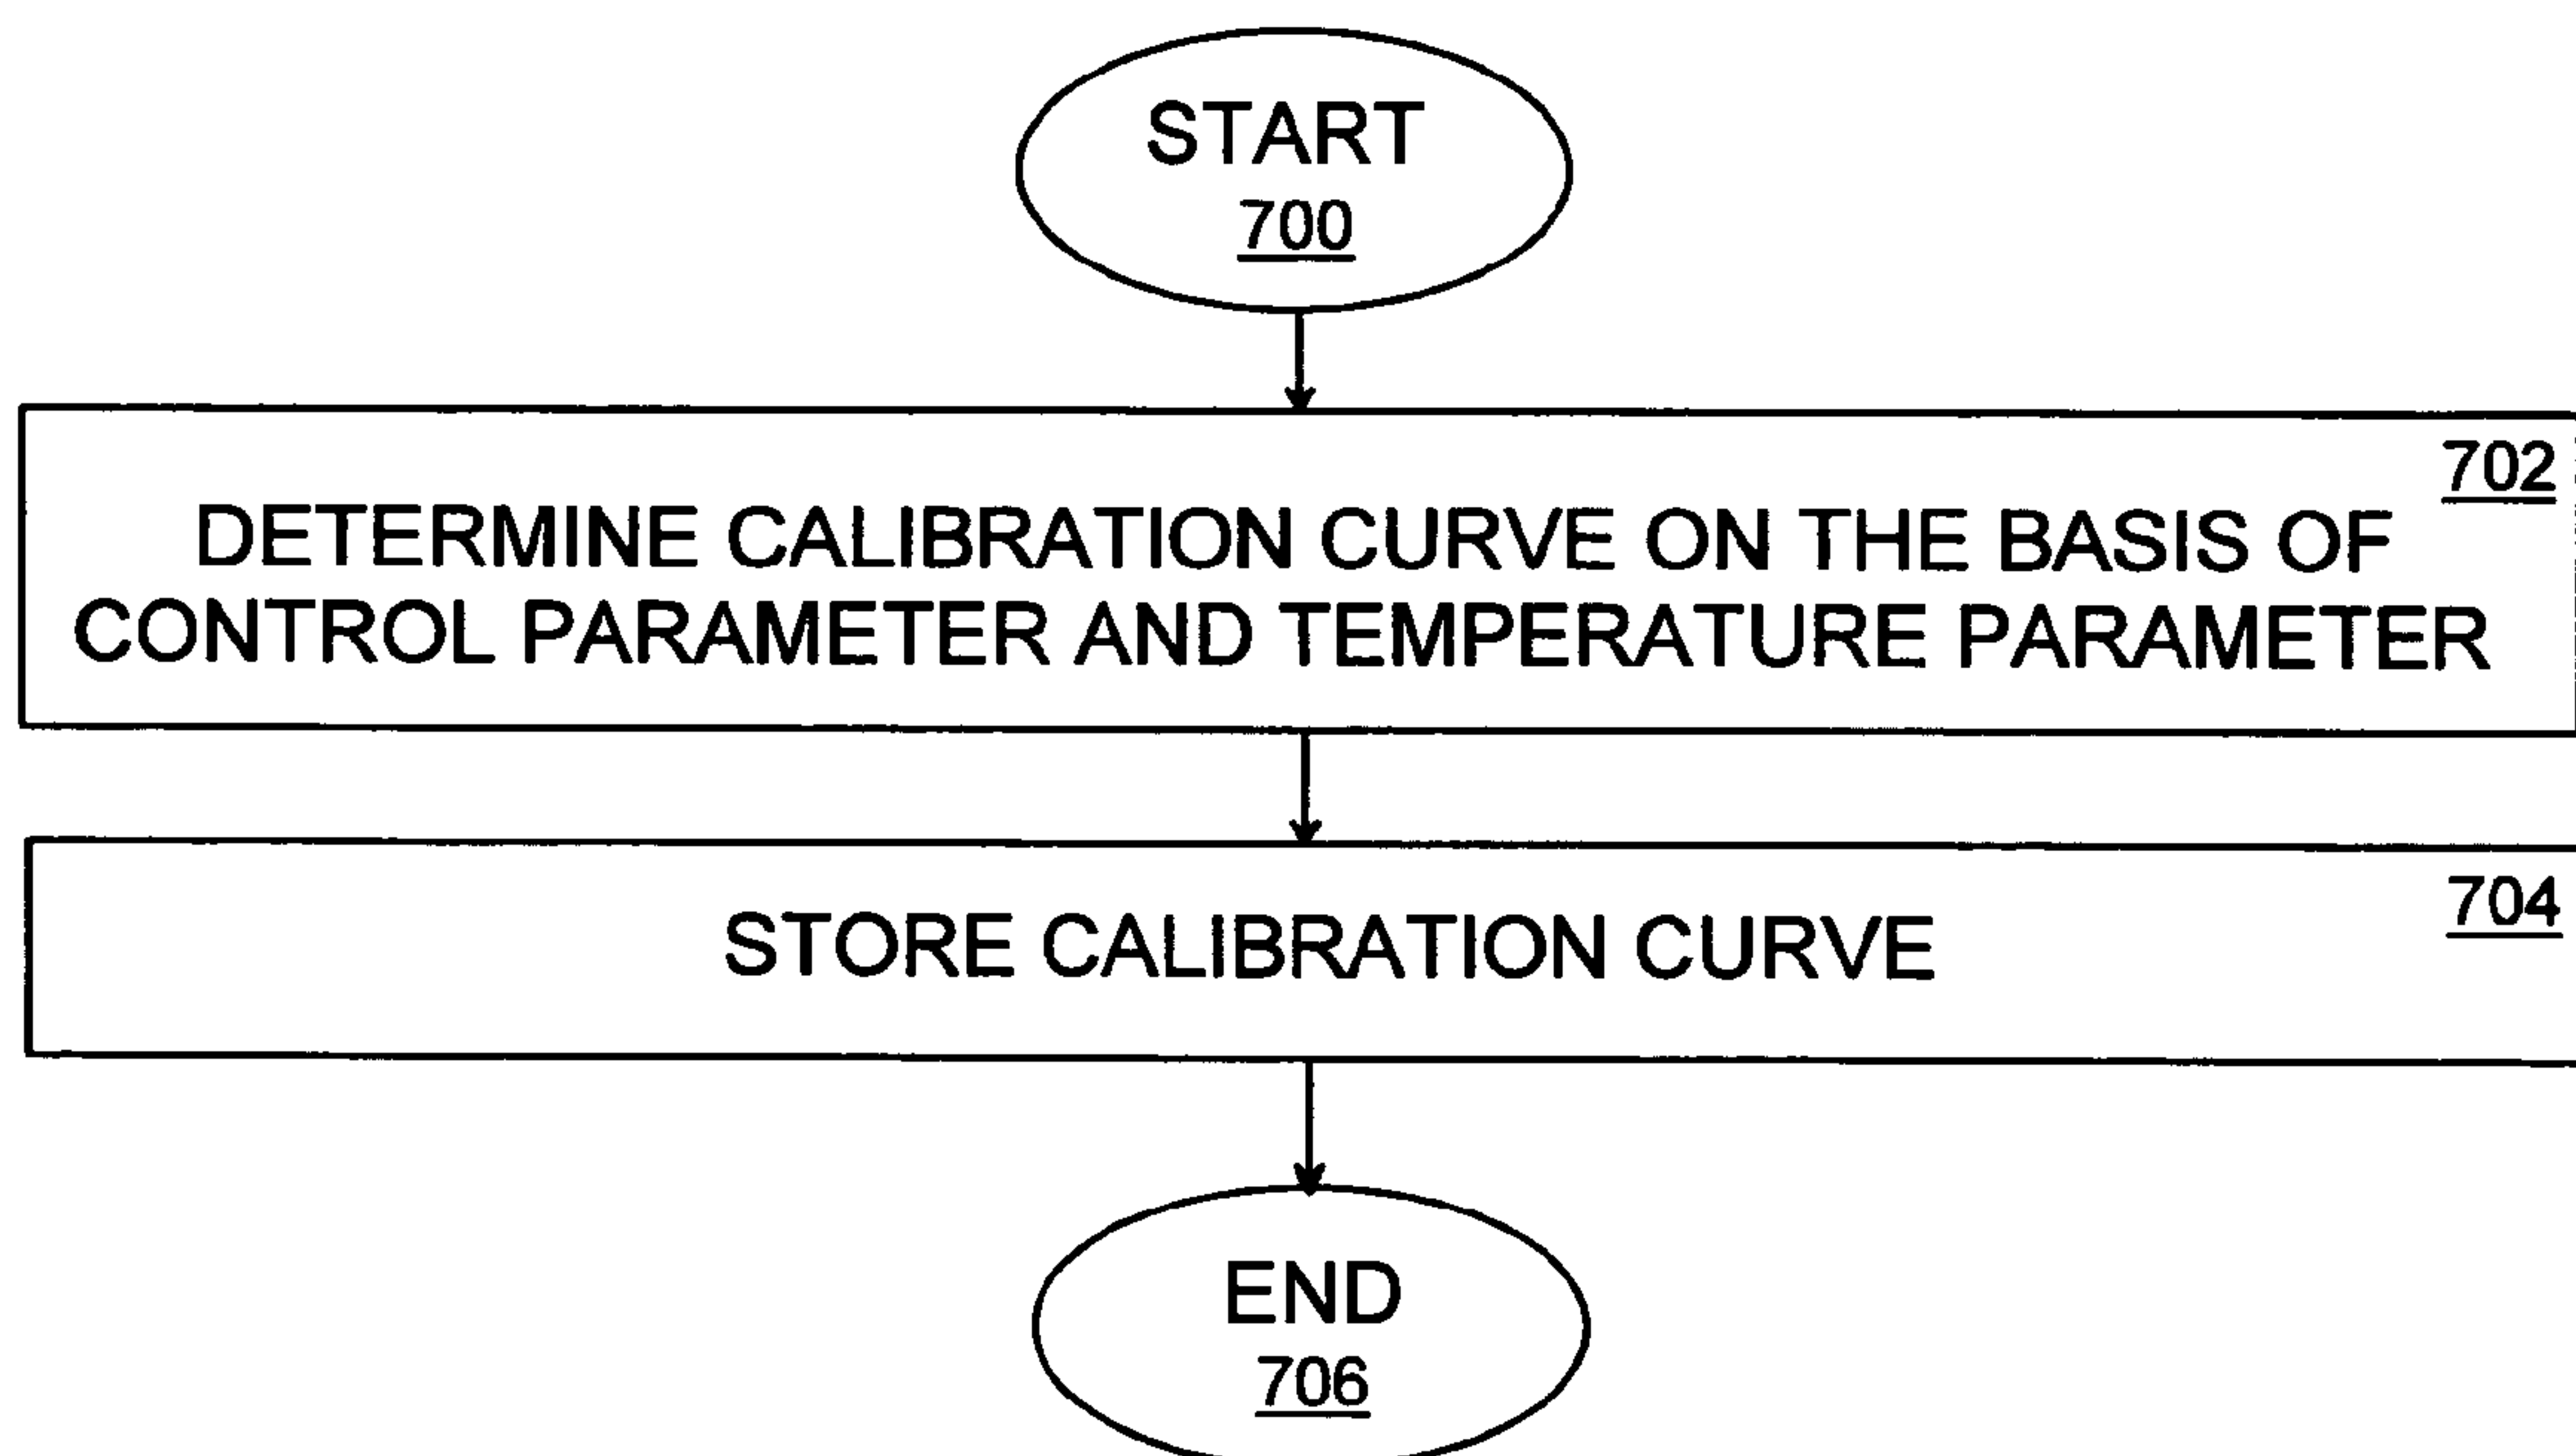 START
700
702
DETERMINE CALIBRATION CURVE ON THE BASIS OF
CONTROL PARAMETER AND TEMPERATURE PARAMETER
704
STORE CALIBRATION CURVE
END
706